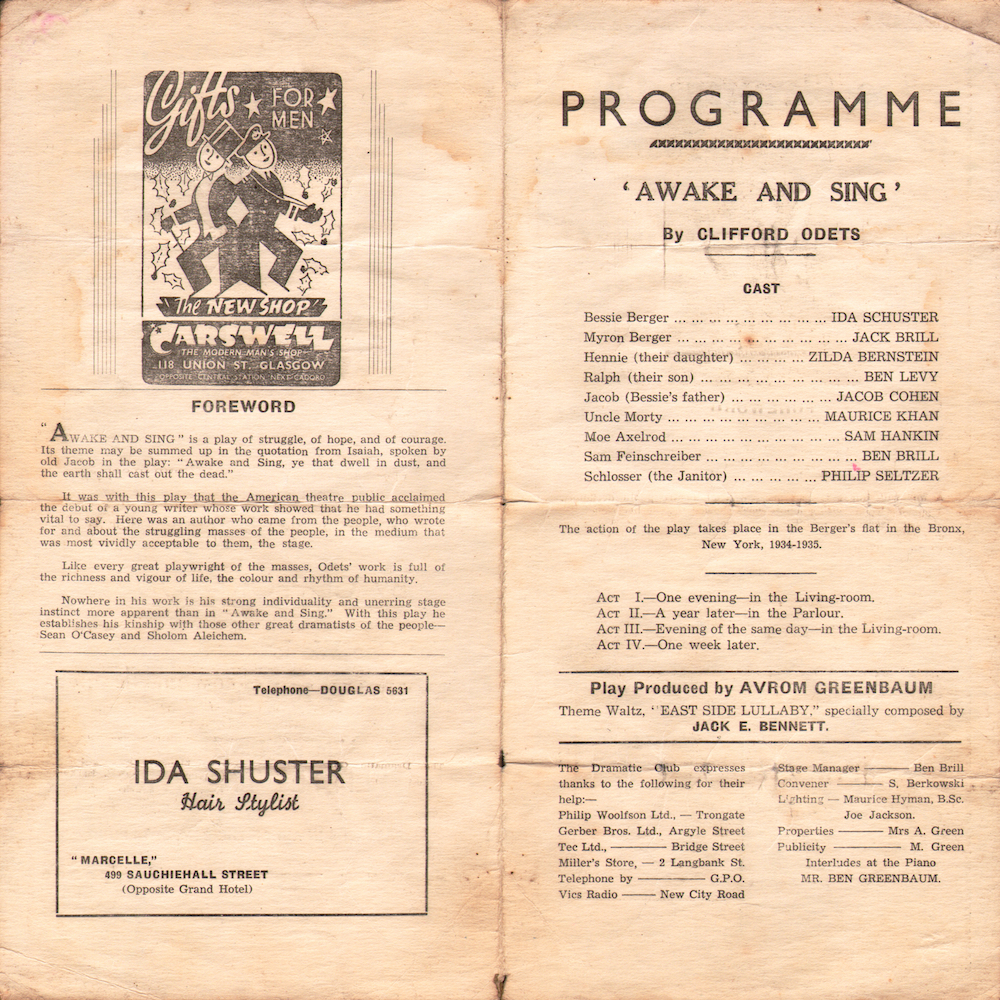 Gifts FOR MEN
The NEW SHOP
CARSWELL
THE MODERN MAN'S SHOP
118 UNION ST. GLASGOW
OPPOSITE CENTRAL STATION NEXT CADORO
FOREWORD
"AWAKE AND SING" is a play of struggle, of hope, and of courage.
Its theme may be summed up in the quotation from Isaiah, spoken by
old Jacob in the play: "Awake and Sing, ye that dwell in dust, and
the earth shall cast out the dead."
It was with this play that the American theatre public acclaimed
the debut of a young writer whose work showed that he had something
vital to say. Here was an author who came from the people, who wrote
for and about the struggling masses of the people, in the medium that
was most vividly acceptable to them, the stage.
Like every great playwright of the masses, Odets' work is full of
the richness and vigour of life, the colour and rhythm of humanity.
Nowhere in his work is his strong individuality and unerring stage
instinct more apparent than in "Awake and Sing." With this play he
establishes his kinship with those other great dramatists of the people—
Sean O'Casey and Sholom Aleichem.
Telephone—DOUGLAS 5631
IDA SHUSTER
Hair Stylist
"MARCELLE,"
499 SAUCHIEHALL STREET
(Opposite Grand Hotel)
PROGRAMME
'AWAKE AND SING'
By CLIFFORD ODETS
CAST
Bessie Berger ... ... ... ... ... ... ... ... IDA SCHUSTER
Myron Berger ... ... ... ... ... ... ... ... JACK BRILL
Hennie (their daughter) ... ... ... ... ZILDA BERNSTEIN
Ralph (their son) ... ... ... ... ... ... ... BEN LEVY
Jacob (Bessie's father) ... ... ... ... ... JACOB COHEN
Uncle Morty ... ... ... ... ... ... ... MAURICE KHAN
Moe Axelrod ... ... ... ... ... ... ... ... SAM HANKIN
Sam Feinschreiber ... ... ... ... ... ... ... BEN BRILL
Schlosser (the Janitor) ... ... ... ... PHILIP SELTZER
The action of the play takes place in the Berger's flat in the Bronx,
New York, 1934-1935.
ACT I.—One evening—in the Living-room.
ACT II.—A year later—in the Parlour.
ACT III.—Evening of the same day—in the Living-room.
ACT IV.—One week later.
Play Produced by AVROM GREENBAUM
Theme Waltz, "EAST SIDE LULLABY," specially composed by
JACK E. BENNETT.
The Dramatic Club expresses
thanks to the following for their
help:—
Philip Woolfson Ltd., — Trongate
Gerber Bros. Ltd., Argyle Street
Tec Ltd., —— Bridge Street
Miller's Store, — 2 Langbank St.
Telephone by —— G.P.O.
Vics Radio —— New City Road
Stage Manager —— Ben Brill
Convener —— S. Berkowski
Lighting — Maurice Hyman, B.Sc.
Joe Jackson.
Properties —— Mrs A. Green
Publicity —— M. Green
Interludes at the Piano
MR. BEN GREENBAUM.